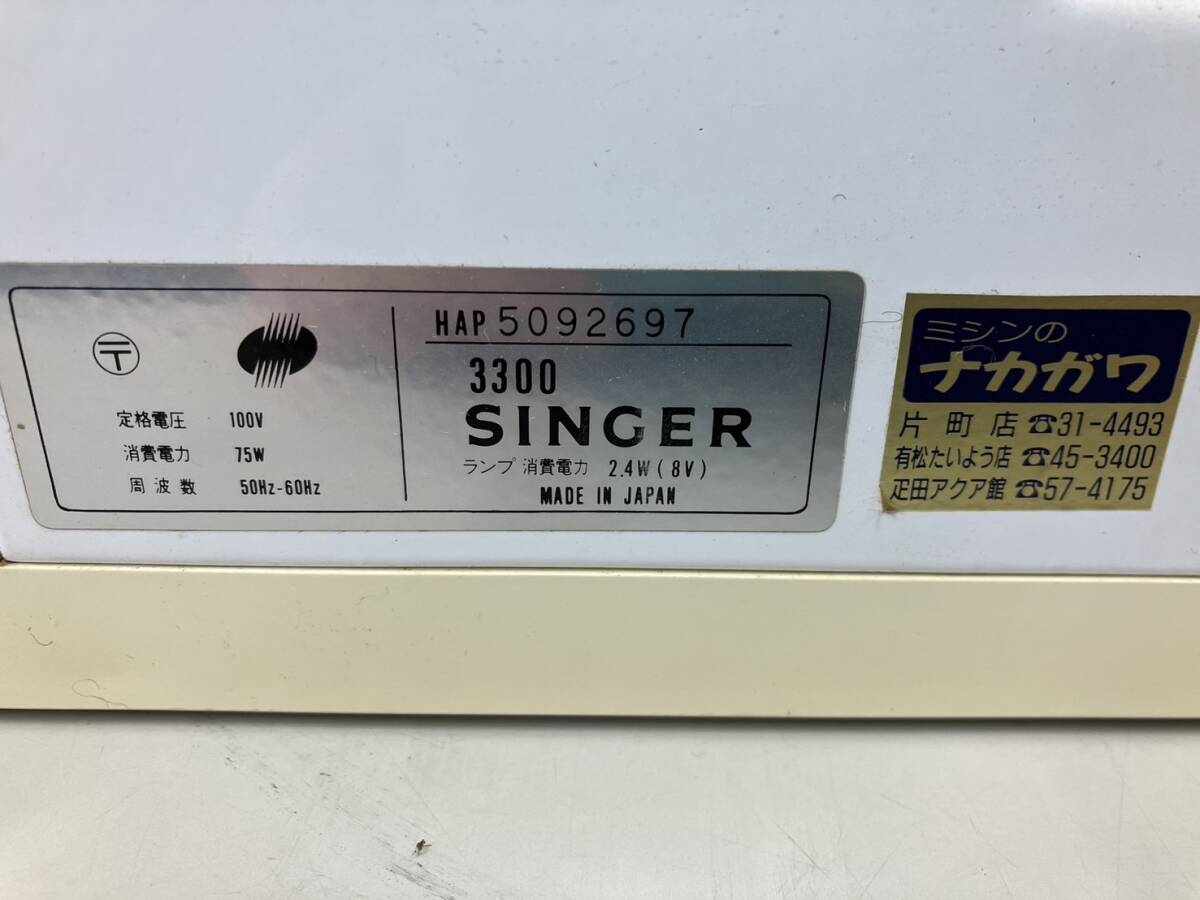 〒
定格電圧 100V
消費電力 75W
周波数 50Hz-60Hz
HAP 5092697
3300
SINGER
ランプ 消費電力 2.4W (8V)
MADE IN JAPAN
ミシンの
ナカガワ
片町店☎31-4493
有松たいよう店☎45-3400
疋田アクア館☎57-4175